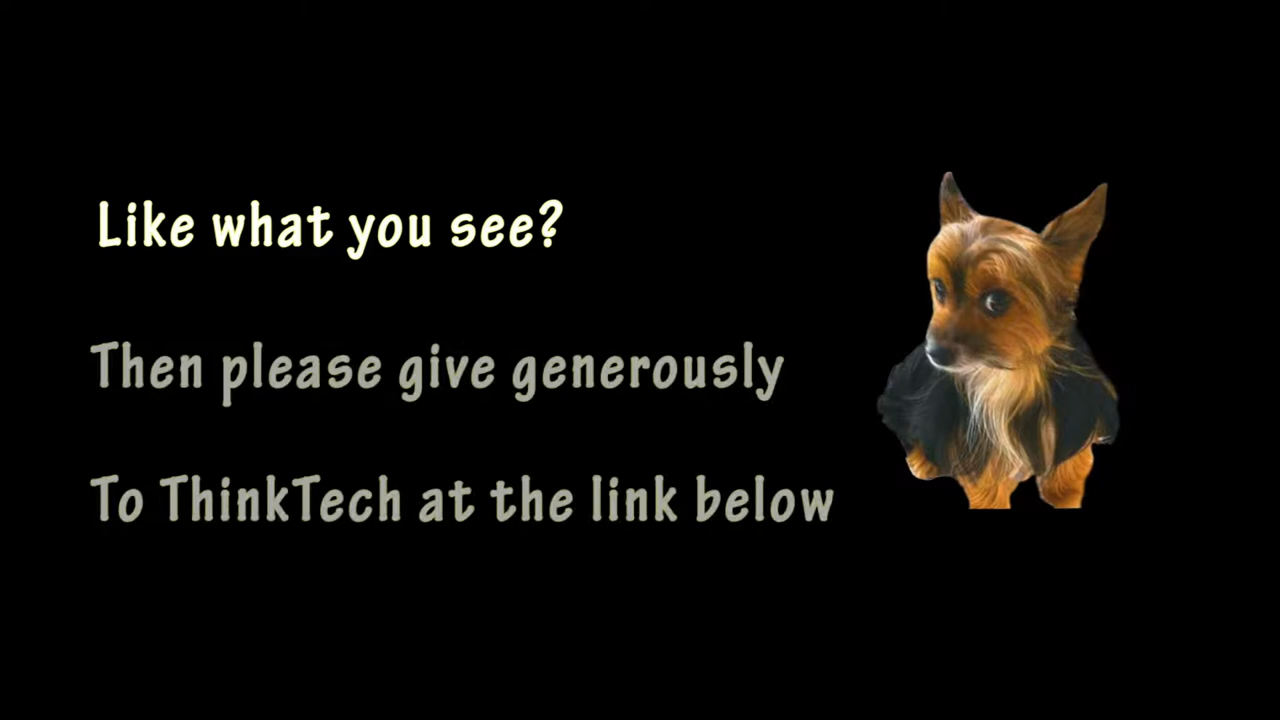 Like what you see?
Then please give generously
To ThinkTech at the link below